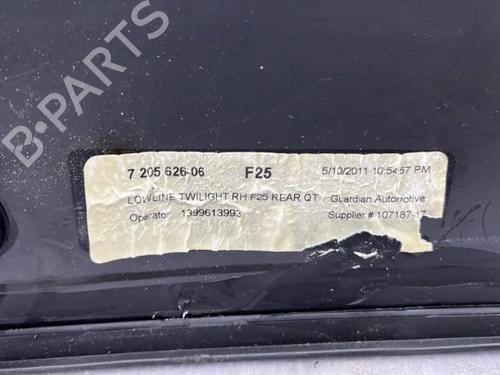 7 205 626-06 F25 5/10/2011 10:54:57 PM
LOWLINE TWILIGHT RH F25 REAR QT Guardian Automotive
Operator 1399613993 Supplier # 107187-17
B-PARTS